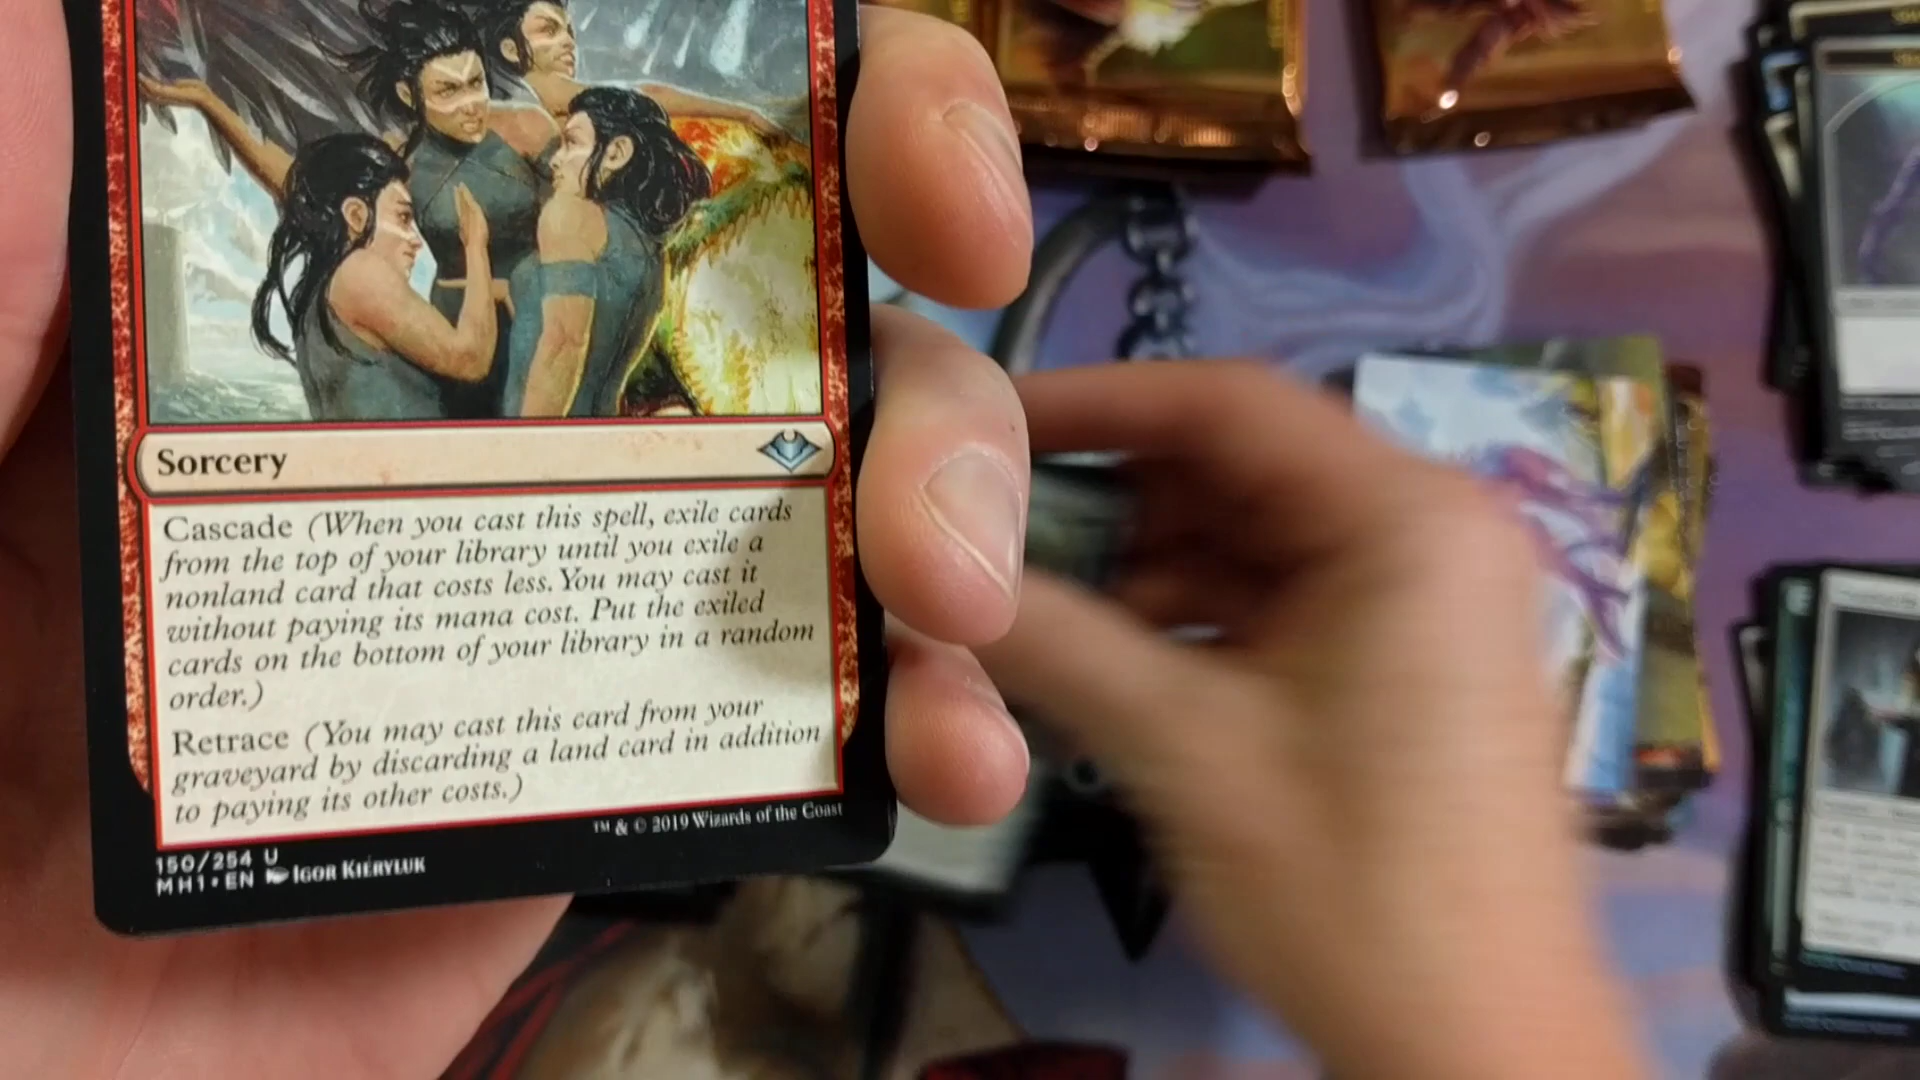 Sorcery
Cascade (When you cast this spell, exile cards
from the top of your library until you exile a
nonland card that costs less. You may cast it
without paying its mana cost. Put the exiled
cards on the bottom of your library in a random
order.)
Retrace (You may cast this card from your
graveyard by discarding a land card in addition
to paying its other costs.)
™ & © 2019 Wizards of the Coast
150/254 U
MH1 • EN IGOR KIERYLUK